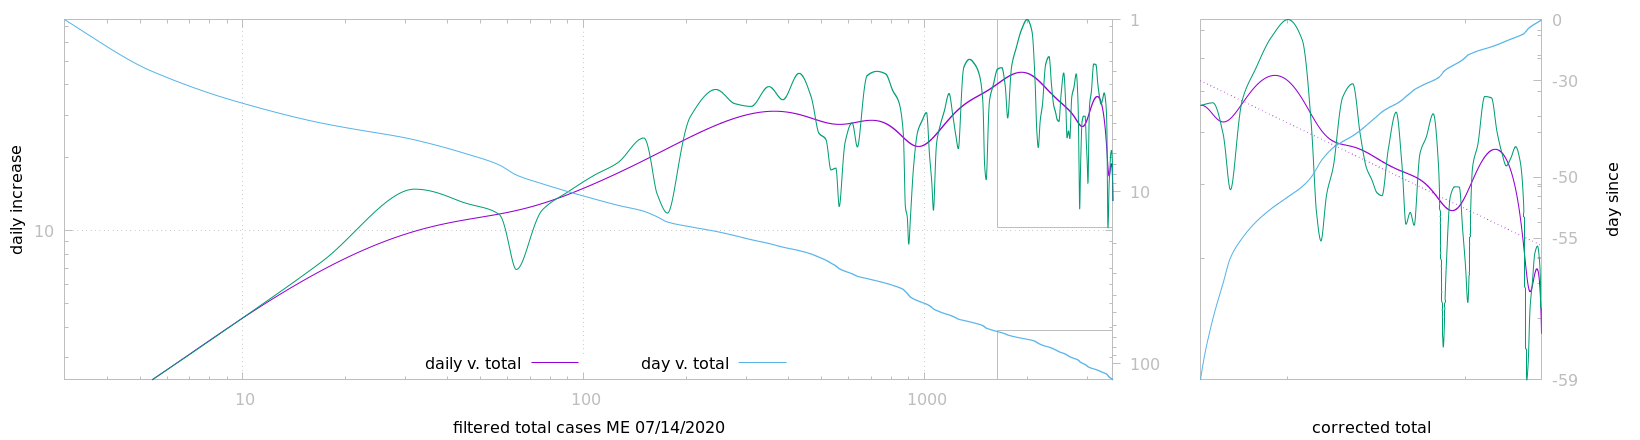 daily increase
10
10
100
1000
1
10
100
daily v. total
day v. total
filtered total cases ME 07/14/2020
0
-30
-50
-55
-59
day since
corrected total